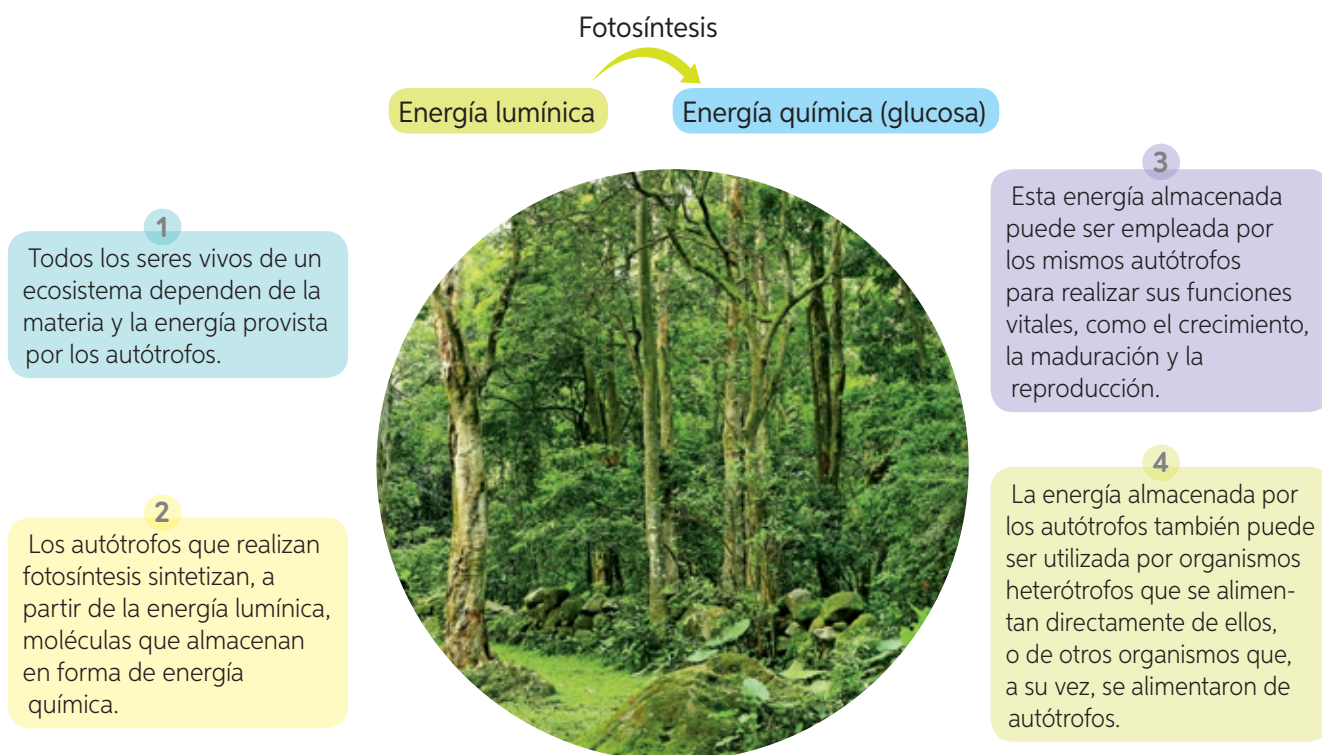 Fotosíntesis
Energía lumínica
Energía química (glucosa)
1
Todos los seres vivos de un
ecosistema dependen de la
materia y la energía provista
por los autótrofos.
2
Los autótrofos que realizan
fotosíntesis sintetizan, a
partir de la energía lumínica,
moléculas que almacenan
en forma de energía
química.
3
Esta energía almacenada
puede ser empleada por
los mismos autótrofos
para realizar sus funciones
vitales, como el crecimiento,
la maduración y la
reproducción.
4
La energía almacenada por
los autótrofos también puede
ser utilizada por organismos
heterótrofos que se alimen-
tan directamente de ellos,
o de otros organismos que,
a su vez, se alimentaron de
autótrofos.